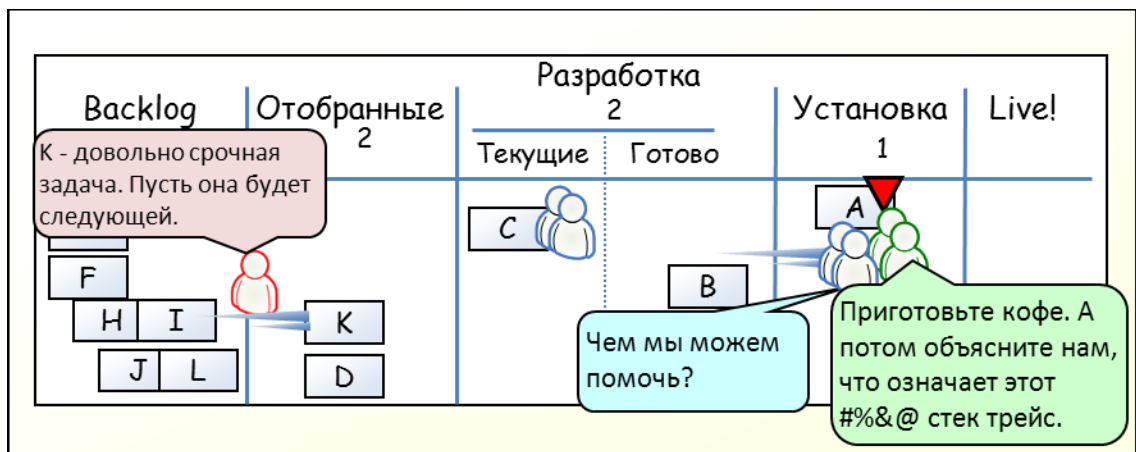 Разработка
Backlog
Отобранные
2
Установка
Live!
2
Текущие
Готово
1
К - довольно срочная
задача. Пусть она будет
следующей.
A
C
F
B
H I
K
J L
D
Чем мы можем
помочь?
Приготовьте кофе. А
потом объясните нам,
что означает этот
#%&@ стек трейс.